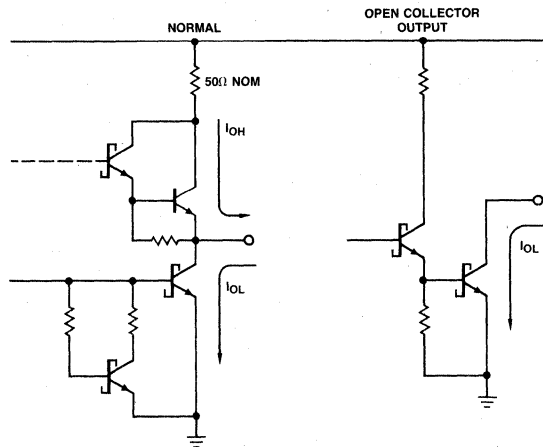 NORMAL
OPEN COLLECTOR
OUTPUT
50Ω NOM
IOH
IOL
IOL